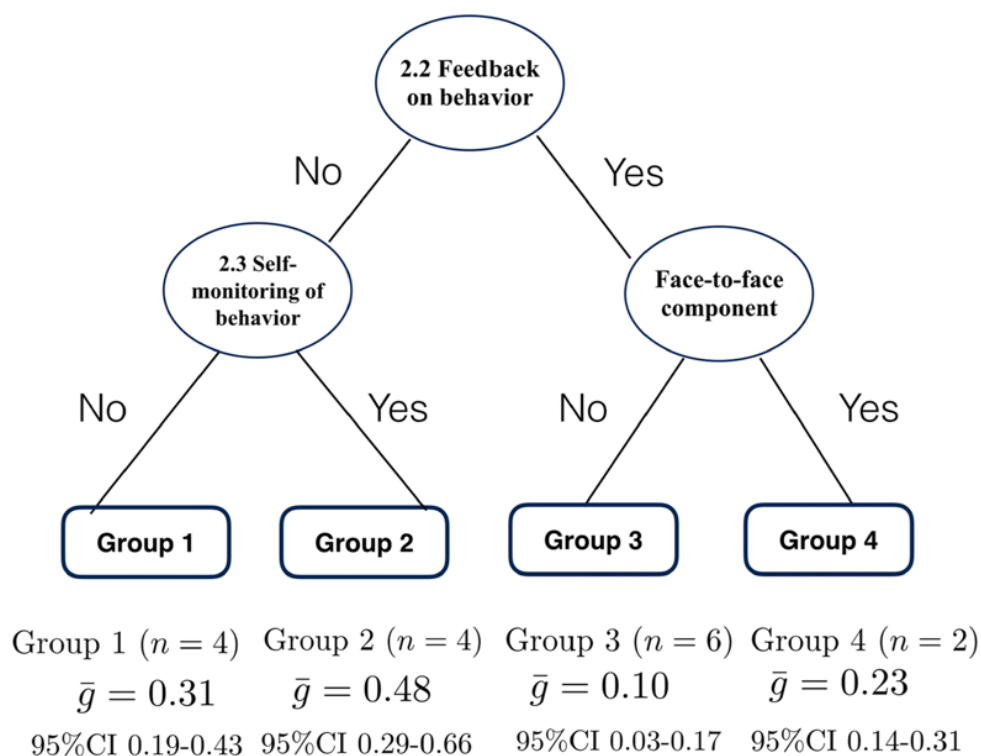 2.2 Feedback
on behavior
No
Yes
2.3 Self-
monitoring of
behavior
Face-to-face
component
No
Yes
No
Yes
Group 1
Group 2
Group 3
Group 4
Group 1 (n = 4)
Group 2 (n = 4)
Group 3 (n = 6)
Group 4 (n = 2)
ḡ = 0.31
ḡ = 0.48
ḡ = 0.10
ḡ = 0.23
95%CI 0.19-0.43
95%CI 0.29-0.66
95%CI 0.03-0.17
95%CI 0.14-0.31